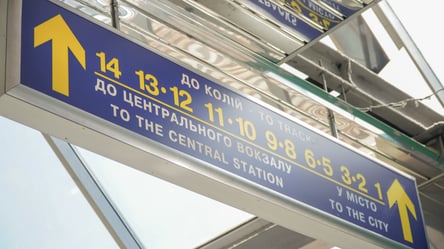 ДО КОЛІЙ · TO TRACK
14 13·12 11·10 9·8 6·5 3·2 1
ДО ЦЕНТРАЛЬНОГО ВОКЗАЛУ
TO THE CENTRAL STATION
У МІСТО
TO THE CITY